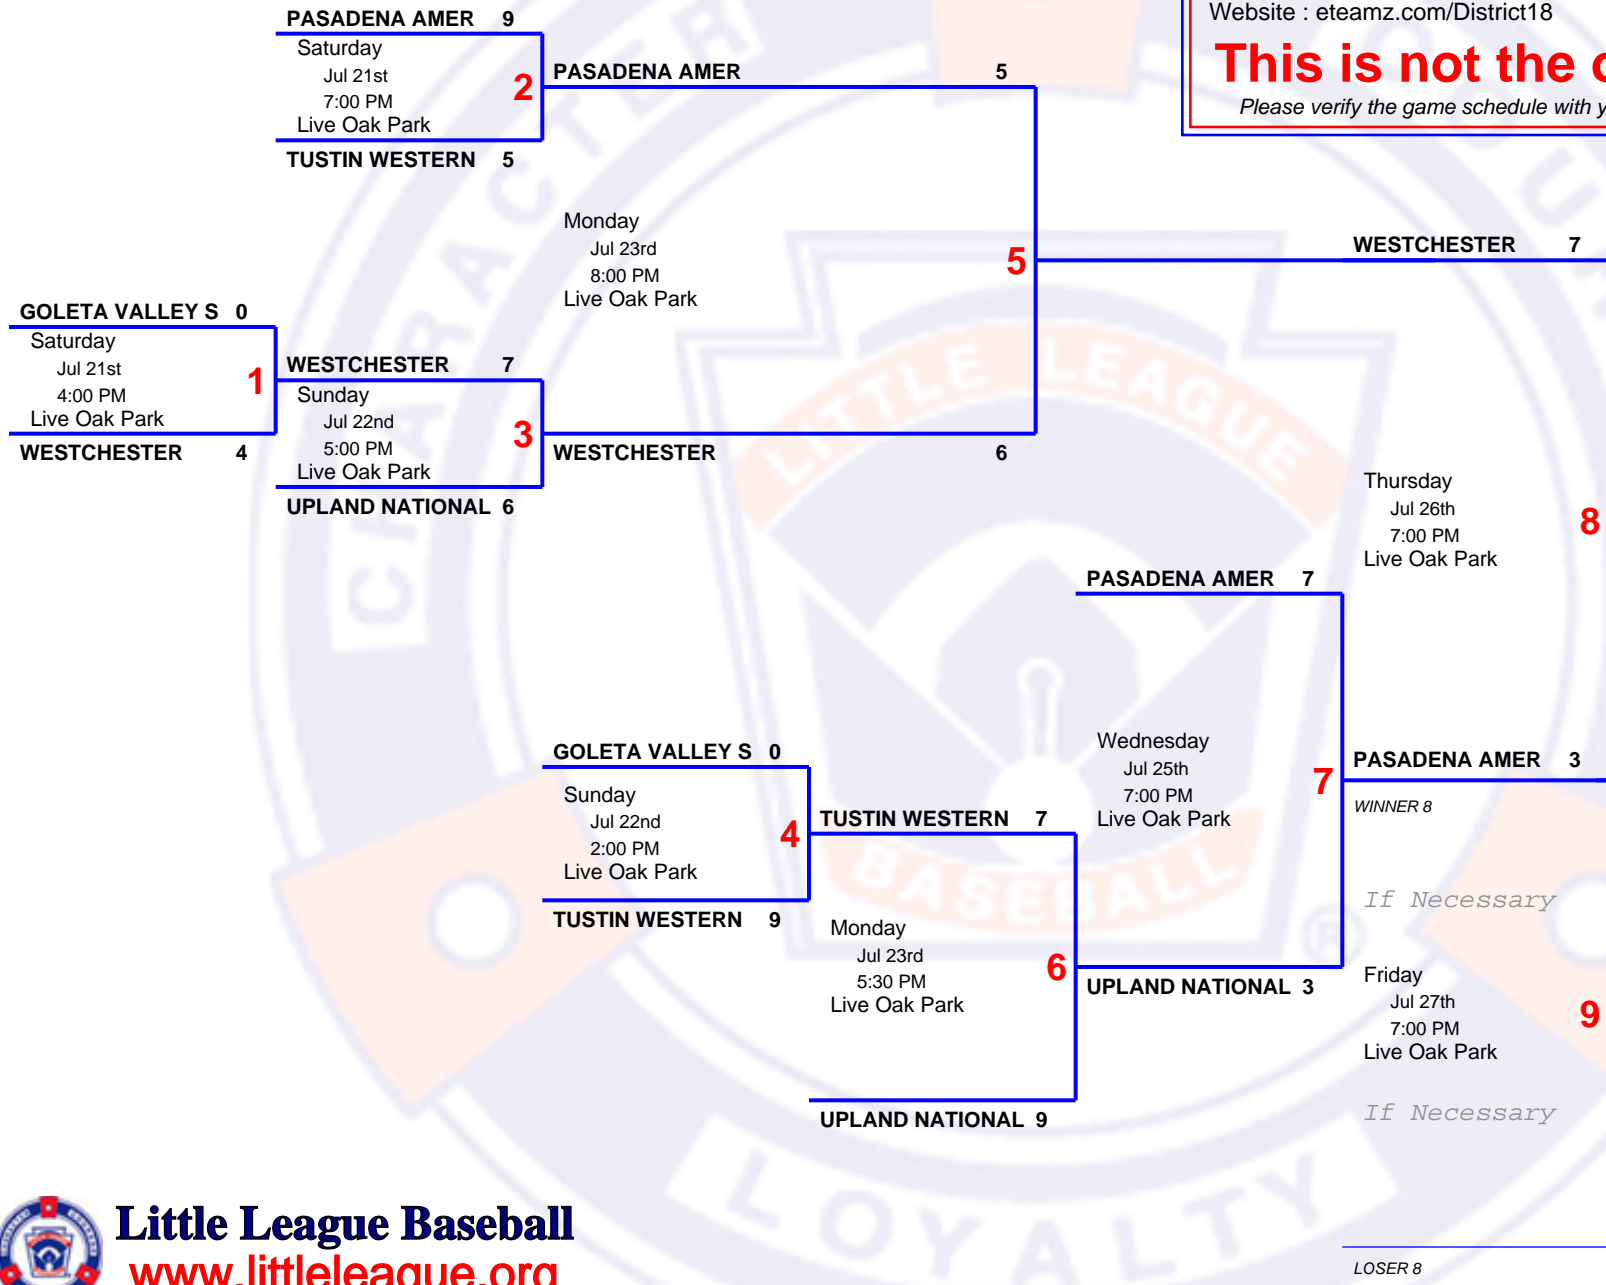 Website : eteamz.com/District18
This is not the
Please verify the game schedule with
PASADENA AMER 9
Saturday
Jul 21st
7:00 PM
Live Oak Park
2
TUSTIN WESTERN 5
PASADENA AMER 5
Monday
Jul 23rd
8:00 PM
Live Oak Park
5
WESTCHESTER 7
GOLETA VALLEY S 0
Saturday
Jul 21st
4:00 PM
Live Oak Park
1
WESTCHESTER 4
WESTCHESTER 7
Sunday
Jul 22nd
5:00 PM
Live Oak Park
3
UPLAND NATIONAL 6
WESTCHESTER 6
Thursday
Jul 26th
7:00 PM
Live Oak Park
8
PASADENA AMER 7
Wednesday
Jul 25th
7:00 PM
Live Oak Park
7
PASADENA AMER 3
WINNER 8
GOLETA VALLEY S 0
Sunday
Jul 22nd
2:00 PM
Live Oak Park
4
TUSTIN WESTERN 9
TUSTIN WESTERN 7
Monday
Jul 23rd
5:30 PM
Live Oak Park
6
UPLAND NATIONAL 9
UPLAND NATIONAL 3
If Necessary
Friday
Jul 27th
7:00 PM
Live Oak Park
9
If Necessary
LOSER 8
CHARACTER
LITTLE LEAGUE
BASEBALL
®
LOYALTY
Little League Baseball
www.littleleague.org